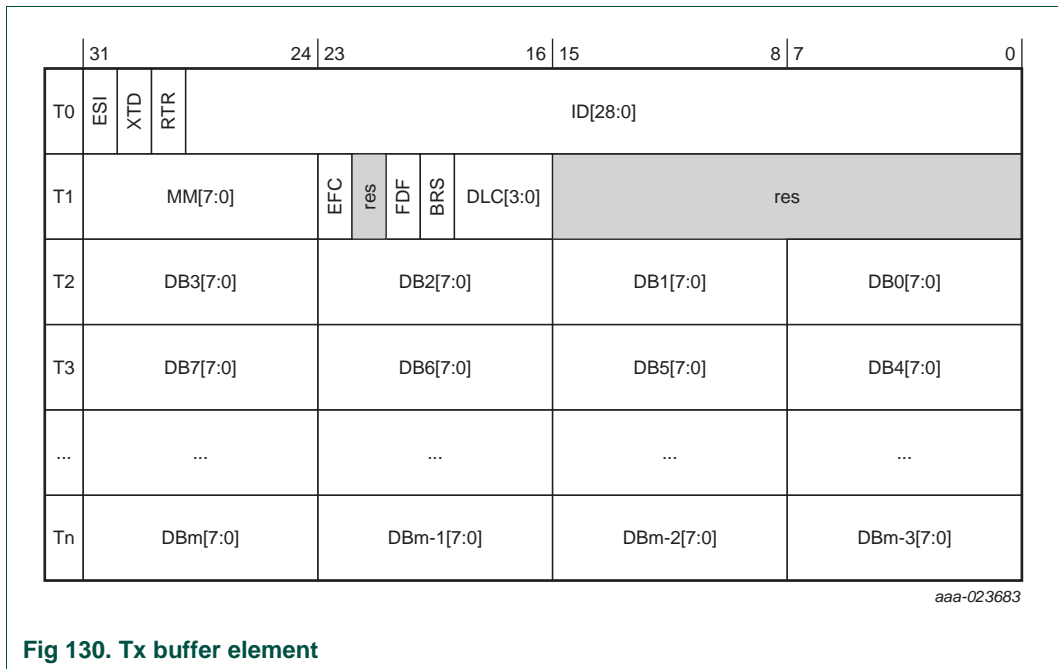 31 24 23 16 15 8 7 0
T0 ESI XTD RTR ID[28:0]
T1 MM[7:0] EFC res FDF BRS DLC[3:0] res
T2 DB3[7:0] DB2[7:0] DB1[7:0] DB0[7:0]
T3 DB7[7:0] DB6[7:0] DB5[7:0] DB4[7:0]
... ... ... ... ...
Tn DBm[7:0] DBm-1[7:0] DBm-2[7:0] DBm-3[7:0]
aaa-023683
Fig 130. Tx buffer element